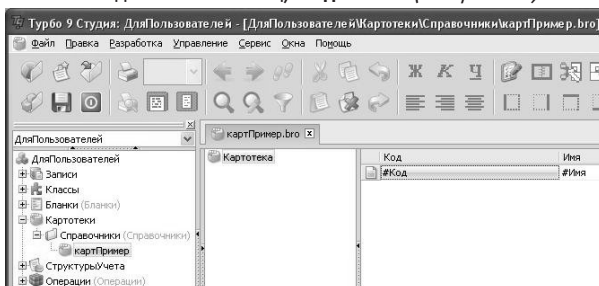 Турбо 9 Студия: ДляПользователей - [ДляПользователей\Картотеки\Справочники\картПример.bro]
Файл Правка Разработка Управление Сервис Окна Помощь
Ж К Ч
картПример.bro
ДляПользователей
ДляПользователей
Записи
Классы
Бланки (Бланки)
Картотеки
Справочники (Справочники)
картПример
СтруктурыУчета
Операции (Операции)
Картотека
Код Имя
#Код #Имя